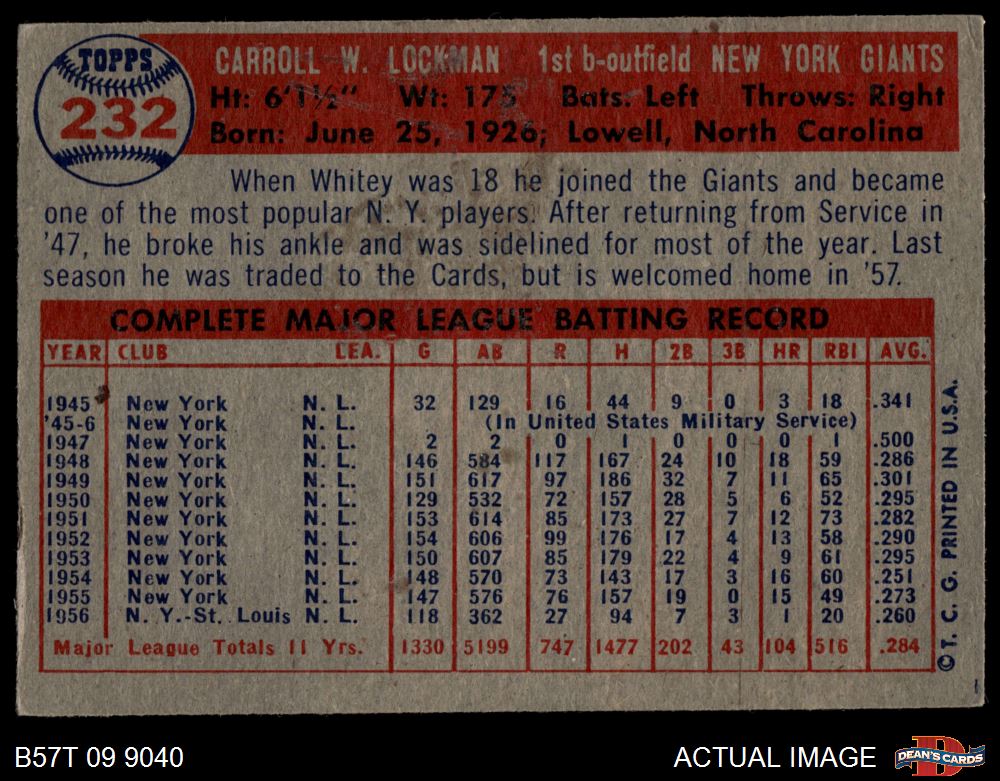 TOPPS
232
CARROLL W. LOCKMAN 1st b-outfield NEW YORK GIANTS
Ht: 6'1½" Wt: 175 Bats: Left Throws: Right
Born: June 25, 1926; Lowell, North Carolina
When Whitey was 18 he joined the Giants and became
one of the most popular N. Y. players. After returning from Service in
'47, he broke his ankle and was sidelined for most of the year. Last
season he was traded to the Cards, but is welcomed home in '57.
COMPLETE MAJOR LEAGUE BATTING RECORD
YEAR CLUB LEA. G AB R H 2B 3B HR RBI AVG.
1945 New York N. L. 32 129 16 44 9 0 3 18 .341
'45-6 New York N. L. (In United States Military Service)
1947 New York N. L. 2 2 0 1 0 0 0 1 .500
1948 New York N. L. 146 584 117 167 24 10 18 59 .286
1949 New York N. L. 151 617 97 186 32 7 11 65 .301
1950 New York N. L. 129 532 72 157 28 5 6 52 .295
1951 New York N. L. 153 614 85 173 27 7 12 73 .282
1952 New York N. L. 154 606 99 176 17 4 13 58 .290
1953 New York N. L. 150 607 85 179 22 4 9 61 .295
1954 New York N. L. 148 570 73 143 17 3 16 60 .251
1955 New York N. L. 147 576 76 157 19 0 15 49 .273
1956 N. Y.-St. Louis N. L. 118 362 27 94 7 3 1 20 .260
Major League Totals 11 Yrs. 1330 5199 747 1477 202 43 104 516 .284
© T. C. G. PRINTED IN U.S.A.
B57T 09 9040
ACTUAL IMAGE
D
DEAN'S CARDS